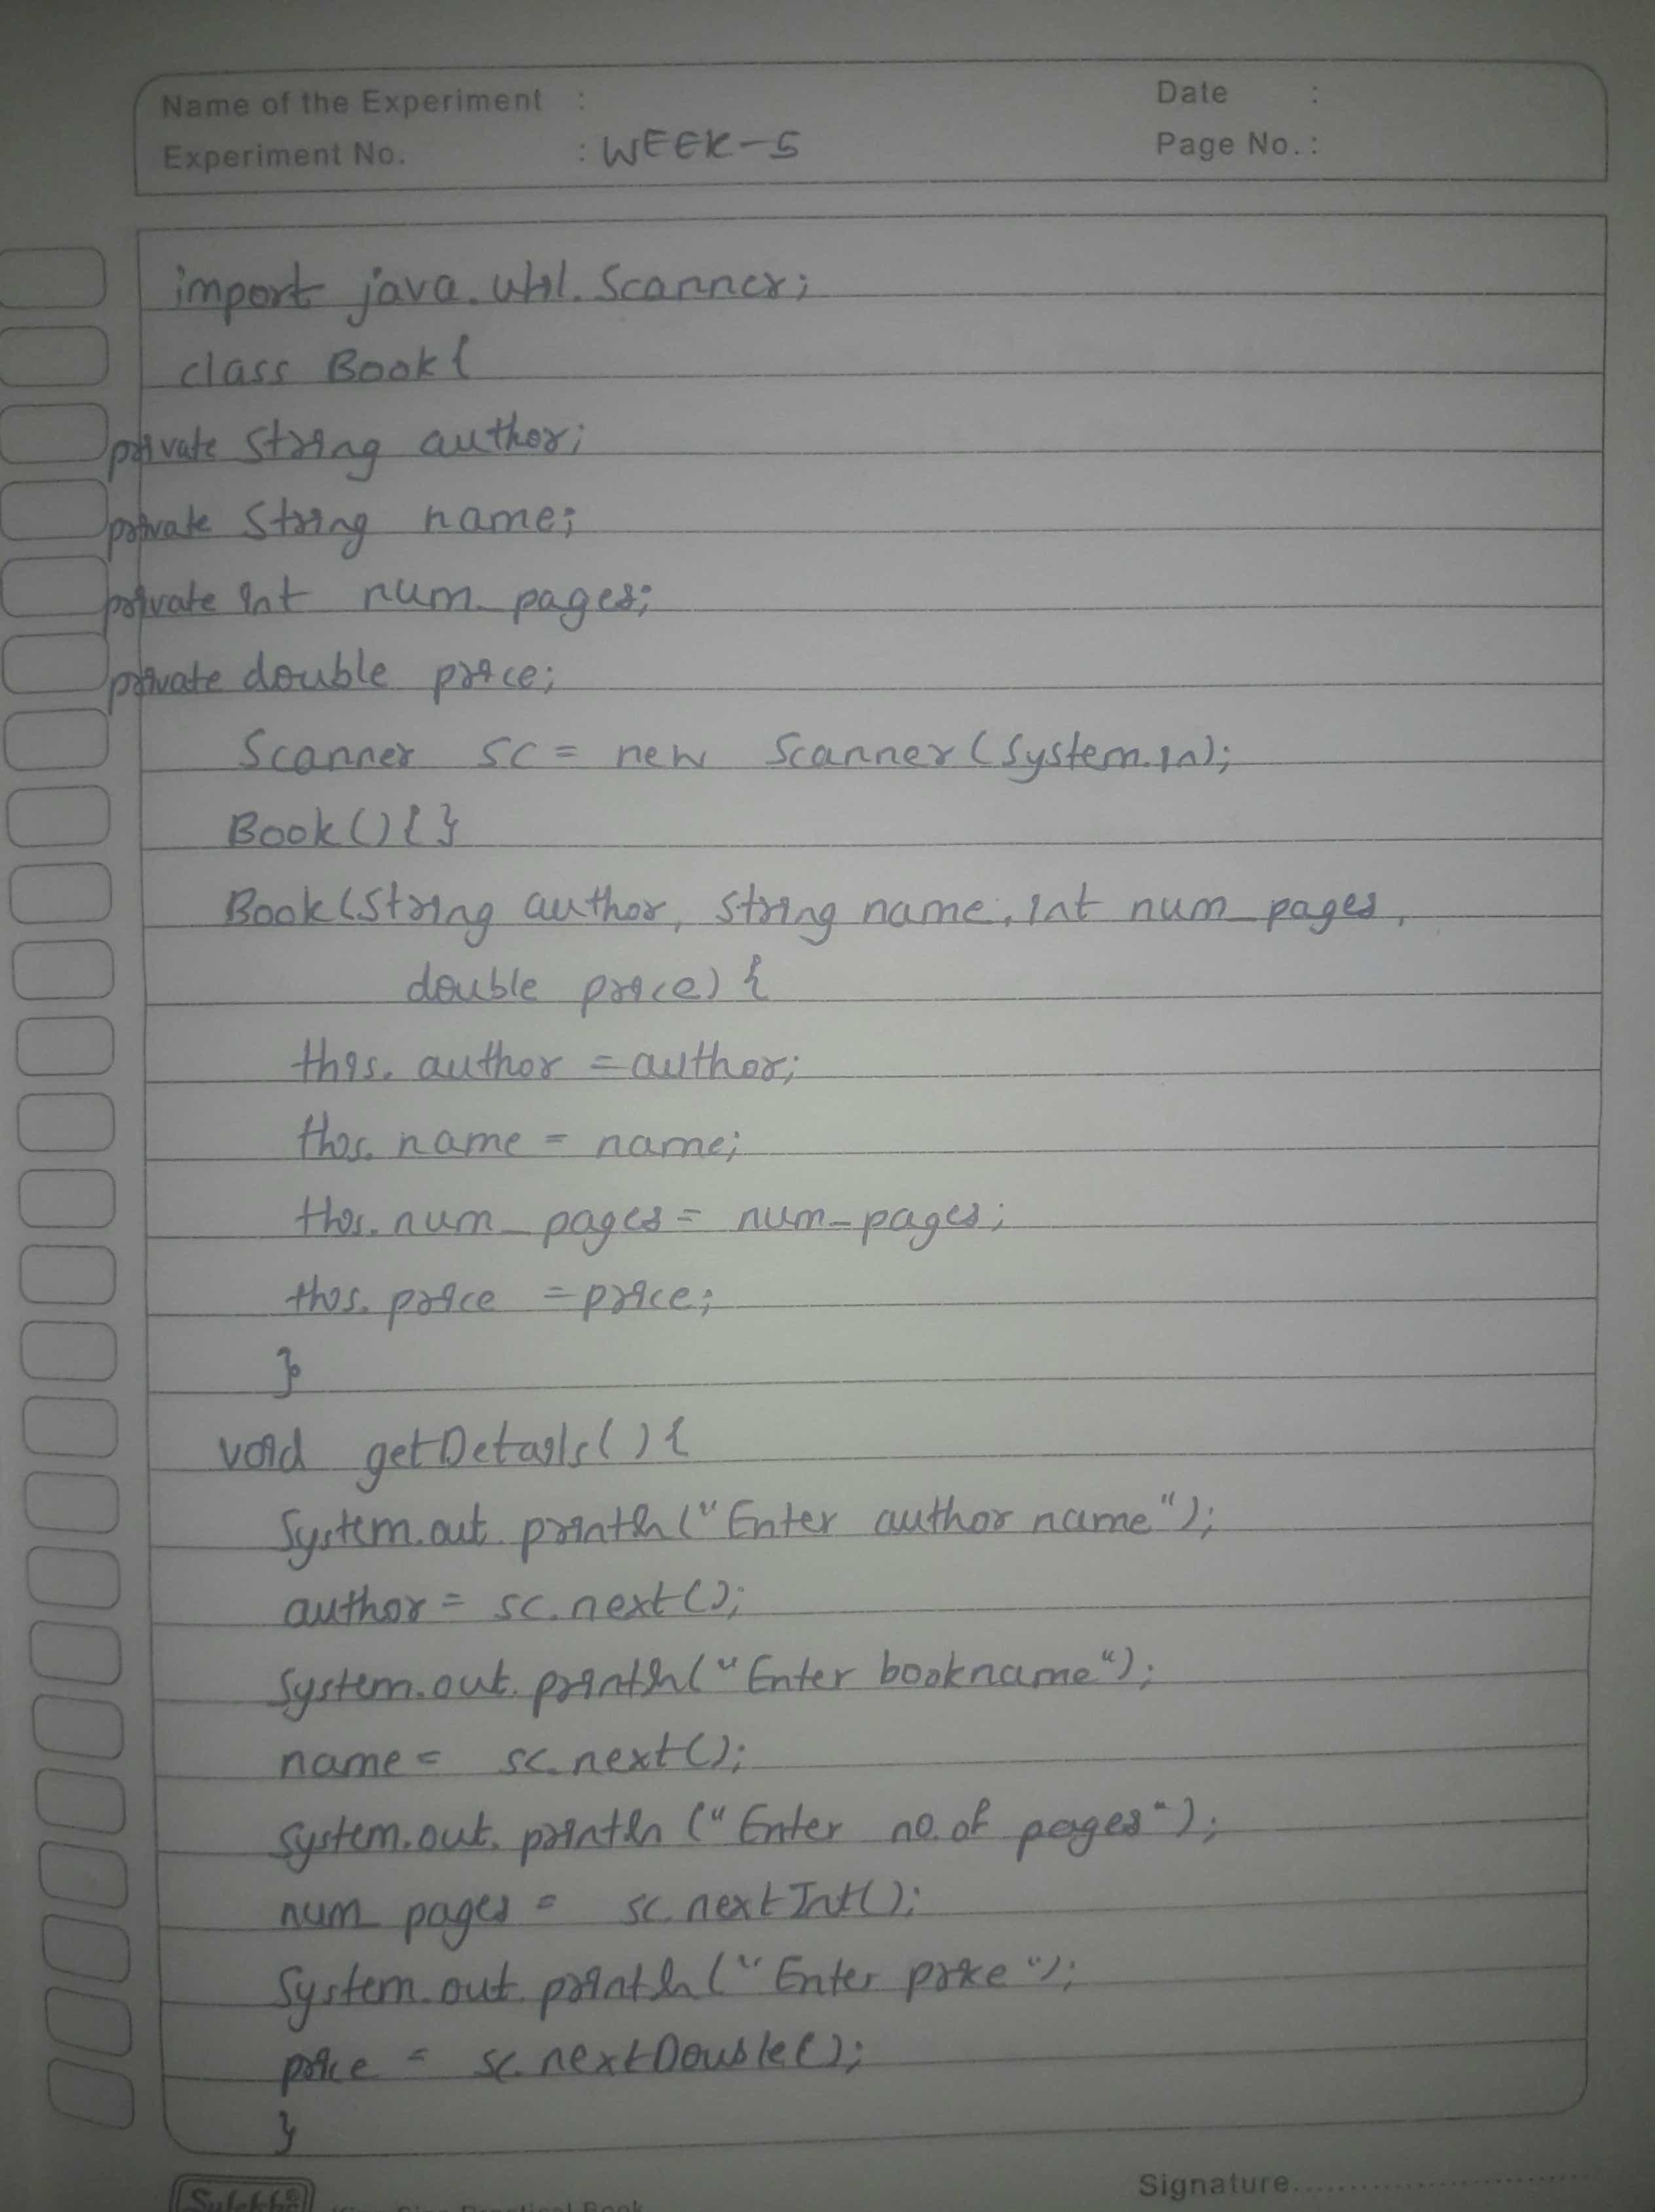 Name of the Experiment :
Date :
Experiment No. : WEEK-5
Page No. :
import java.util.Scanner;
class Book{
private String author;
private String name;
private int num_pages;
private double price;
Scanner sc = new Scanner(System.in);
Book(){}
Book(String author, String name, int num_pages,
double price) {
this.author = author;
this.name = name;
this.num_pages = num_pages;
this.price = price;
}
void getDetails(){
System.out.println("Enter author name");
author = sc.next();
System.out.println("Enter bookname");
name = sc.next();
System.out.println("Enter no.of pages");
num_pages = sc.nextInt();
System.out.println("Enter price");
price = sc.nextDouble();
}
Signature
Sulekha
Practical Book